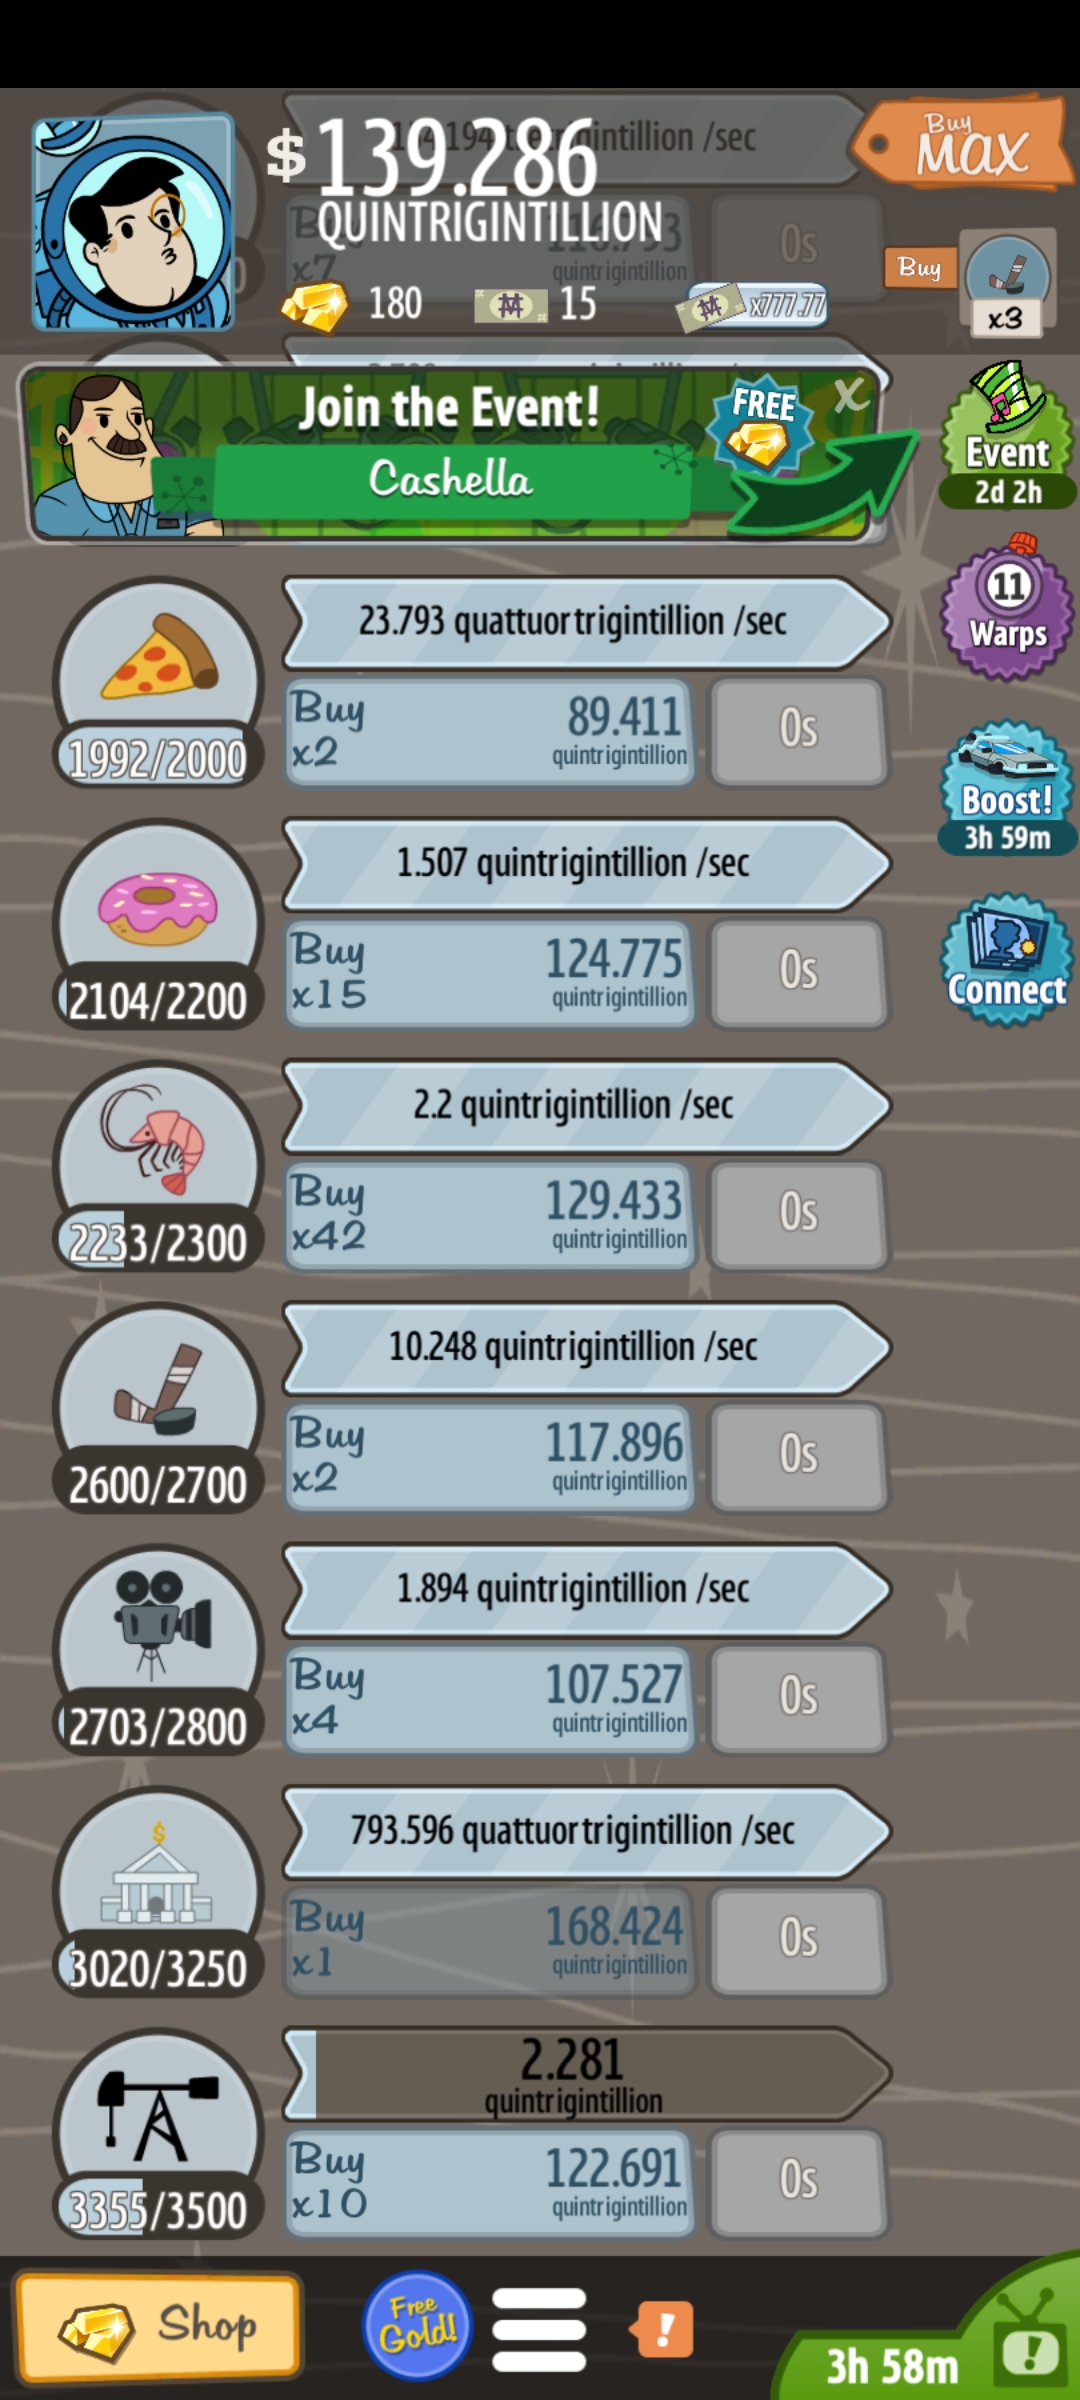 $139.286
QUINTRIGINTILLION
Buy
MAX
/sec
x7
quintrigintillion
0s
180
15
x777.77
Buy
x3
Join the Event!
FREE
X
Cashella
Event
2d 2h
11
Warps
Boost!
3h 59m
Connect
23.793 quattuortrigintillion /sec
1992/2000
Buy
x2
89.411
quintrigintillion
0s
1.507 quintrigintillion /sec
2104/2200
Buy
x15
124.775
quintrigintillion
0s
2.2 quintrigintillion /sec
2233/2300
Buy
x42
129.433
quintrigintillion
0s
10.248 quintrigintillion /sec
2600/2700
Buy
x2
117.896
quintrigintillion
0s
1.894 quintrigintillion /sec
2703/2800
Buy
x4
107.527
quintrigintillion
0s
$
793.596 quattuortrigintillion /sec
3020/3250
Buy
x1
168.424
quintrigintillion
0s
2.281
quintrigintillion
3355/3500
Buy
x10
122.691
quintrigintillion
0s
Shop
Free
Gold!
!
3h 58m
!